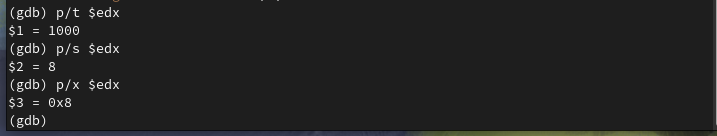 (gdb) p/t $edx
$1 = 1000
(gdb) p/s $edx
$2 = 8
(gdb) p/x $edx
$3 = 0x8
(gdb)